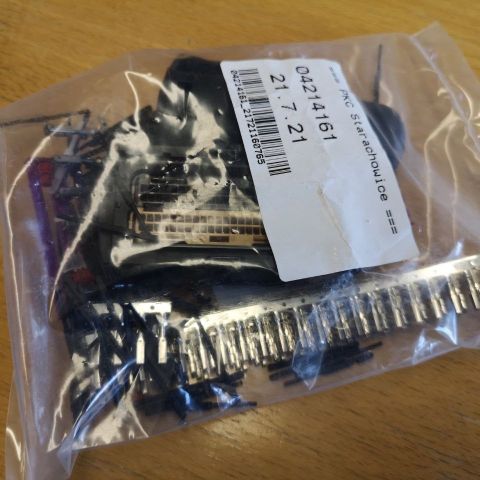 === PKC Starachowice ===
04214161
21.7.21
04214161_21721160765